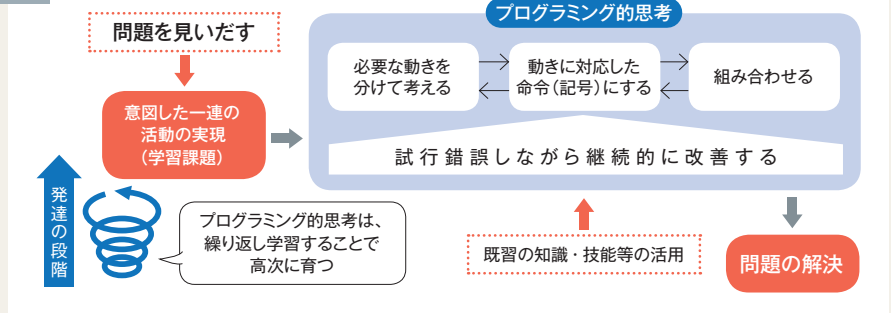 プログラミング的思考
問題を見いだす
必要な動きを
分けて考える
動きに対応した
命令（記号）にする
組み合わせる
意図した一連の
活動の実現
（学習課題）
試行錯誤しながら継続的に改善する
発達の段階
プログラミング的思考は、
繰り返し学習することで
高次に育つ
既習の知識・技能等の活用
問題の解決